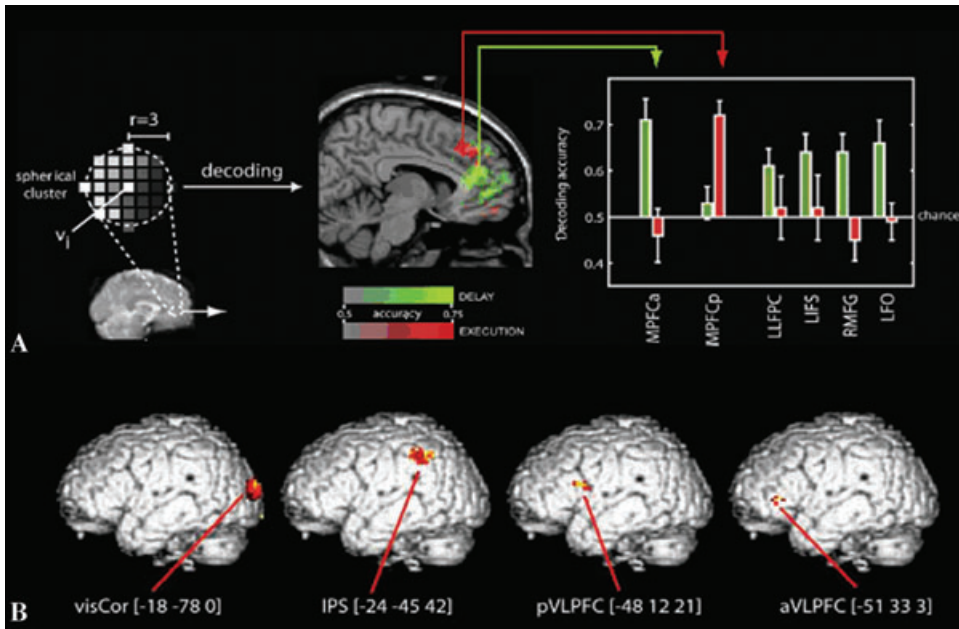 r=3
spherical
cluster
decoding
v_i
DELAY
0.5 accuracy 0.75
EXECUTION
Decoding accuracy
0.7
0.6
0.5
0.4
chance
MPFCa
MPFCp
LLFPC
LIFS
RMFG
LFO
A
visCor [-18 -78 0]
IPS [-24 -45 42]
pVLPFC [-48 12 21]
aVLPFC [-51 33 3]
B